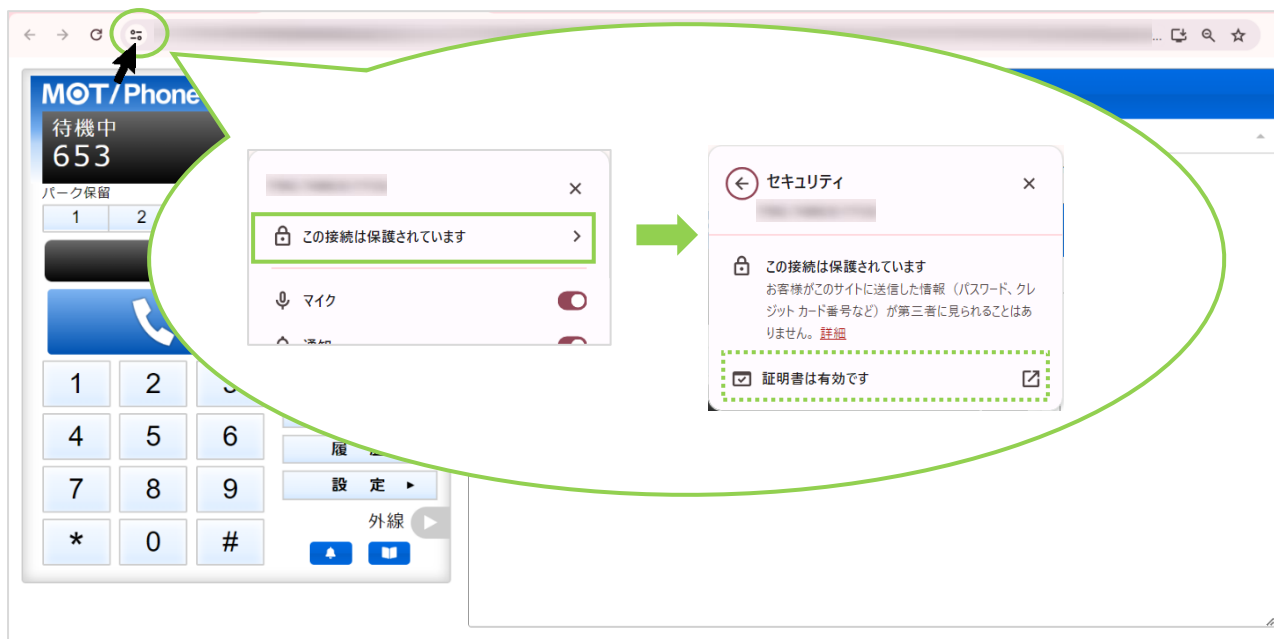 ...
MOT/Phone
待機中
653
パーク保留
1 2
この接続は保護されています
マイク
セキュリティ
この接続は保護されています
お客様がこのサイトに送信した情報（パスワード、クレ
ジット カード番号など）が第三者に見られることはあ
りません。詳細
証明書は有効です
1 2
4 5 6
履
7 8 9
設 定
外線
* 0 #